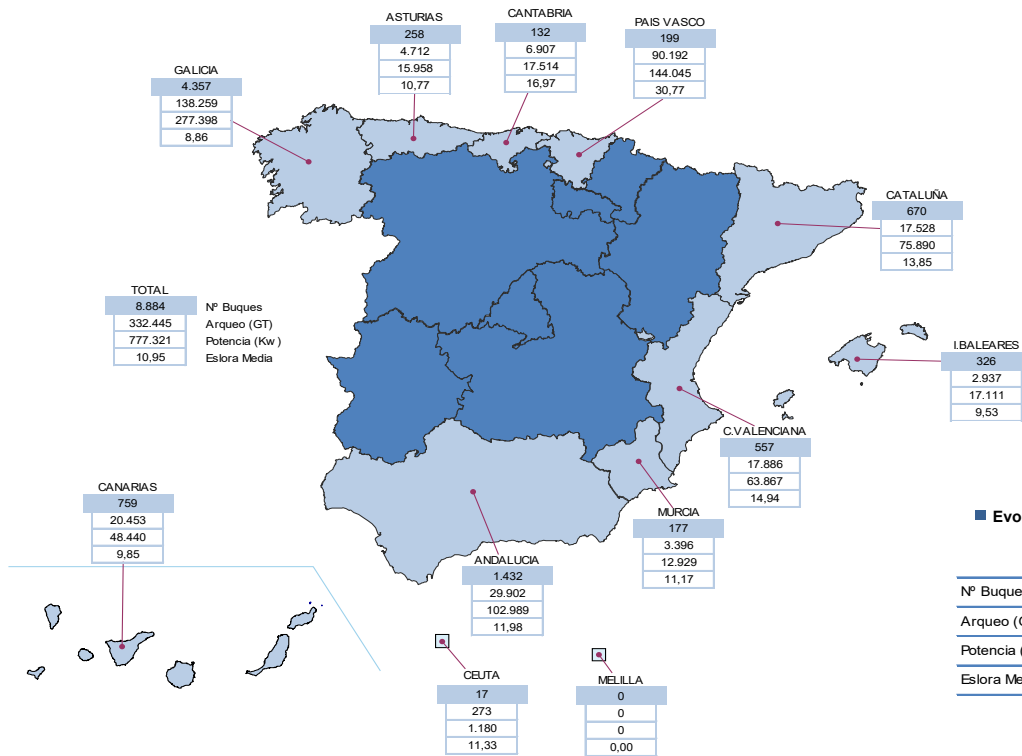 ASTURIAS
258
4.712
15.958
10,77
CANTABRIA
132
6.907
17.514
16,97
PAIS VASCO
199
90.192
144.045
30,77
GALICIA
4.357
138.259
277.398
8,86
CATALUÑA
670
17.528
75.890
13,85
TOTAL
8.884 Nº Buques
332.445 Arqueo (GT)
777.321 Potencia (Kw)
10,95 Eslora Media
I.BALEARES
326
2.937
17.111
9,53
C.VALENCIANA
557
17.886
63.867
14,94
CANARIAS
759
20.453
48.440
9,85
MURCIA
177
3.396
12.929
11,17
ANDALUCIA
1.432
29.902
102.989
11,98
CEUTA
17
273
1.180
11,33
MELILLA
0
0
0
0,00
Evo
Nº Buque
Arqueo (G
Potencia (
Eslora Me